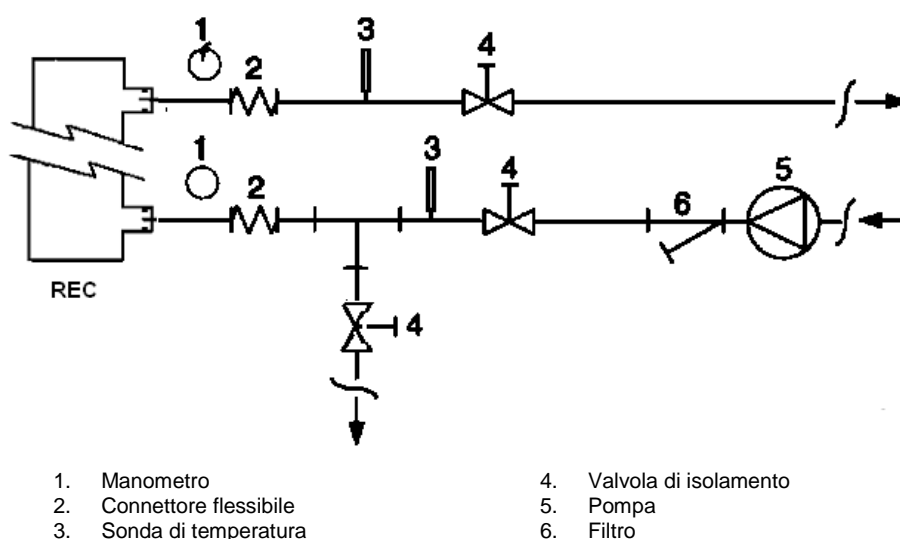 1
2
3
4
1
2
3
4
5
6
REC
4
1. Manometro
2. Connettore flessibile
3. Sonda di temperatura
4. Valvola di isolamento
5. Pompa
6. Filtro